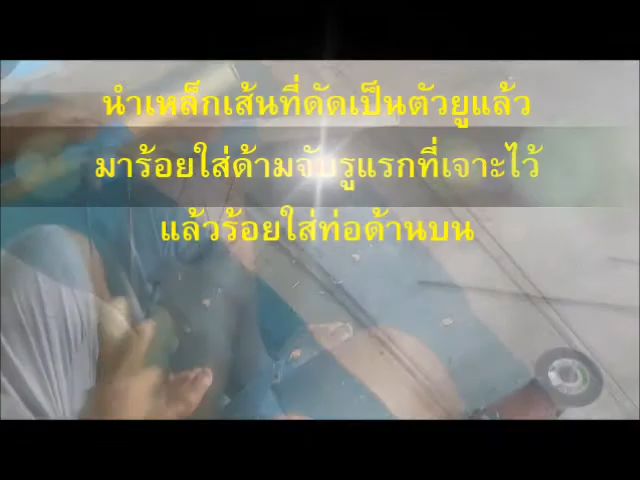 นำเหล็กเส้นที่ดัดเป็นตัวยูแล้ว
มาร้อยใส่ด้ามจับรูแรกที่เจาะไว้
แล้วร้อยใส่ท่อด้านบน